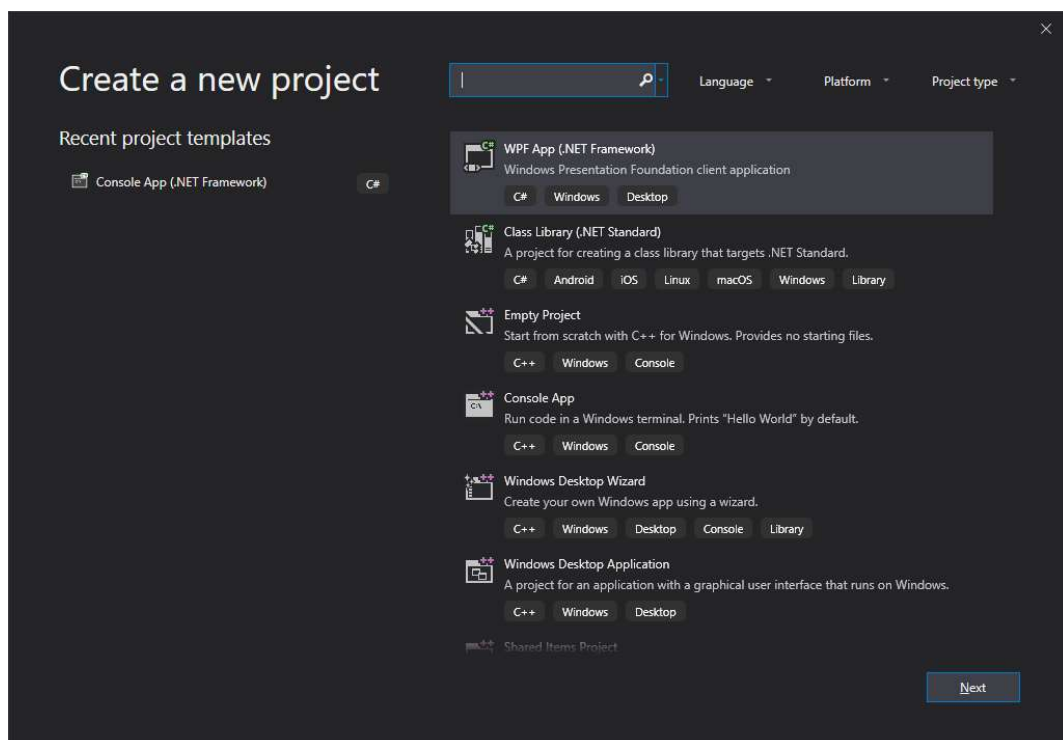 Create a new project
Language
Platform
Project type
Recent project templates
Console App (.NET Framework)
C#
WPF App (.NET Framework)
Windows Presentation Foundation client application
C# Windows Desktop
Class Library (.NET Standard)
A project for creating a class library that targets .NET Standard.
C# Android iOS Linux macOS Windows Library
Empty Project
Start from scratch with C++ for Windows. Provides no starting files.
C++ Windows Console
Console App
Run code in a Windows terminal. Prints "Hello World" by default.
C++ Windows Console
Windows Desktop Wizard
Create your own Windows app using a wizard.
C++ Windows Desktop Console Library
Windows Desktop Application
A project for an application with a graphical user interface that runs on Windows.
C++ Windows Desktop
Shared Items Project
Next